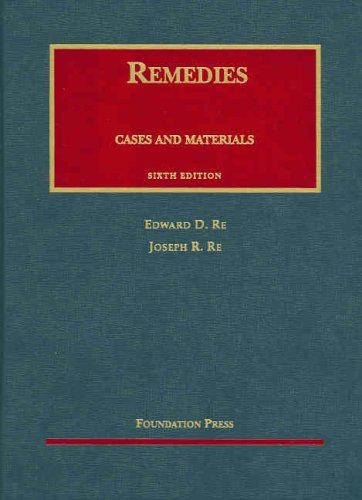 REMEDIES
CASES AND MATERIALS
SIXTH EDITION
EDWARD D. RE
JOSEPH R. RE
FOUNDATION PRESS